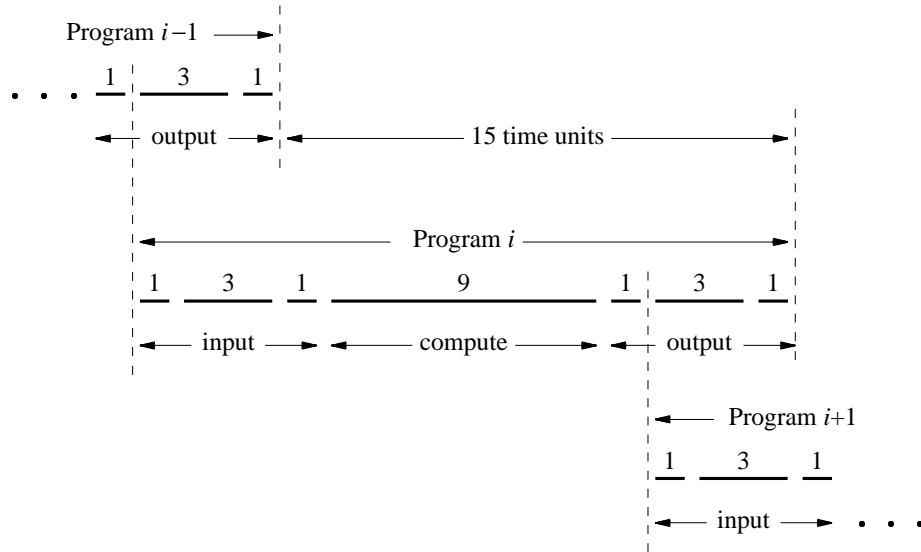 Program i−1
1 3 1
. . .
output
15 time units
Program i
1 3 1 9 1 3 1
input compute output
Program i+1
1 3 1
input . . .